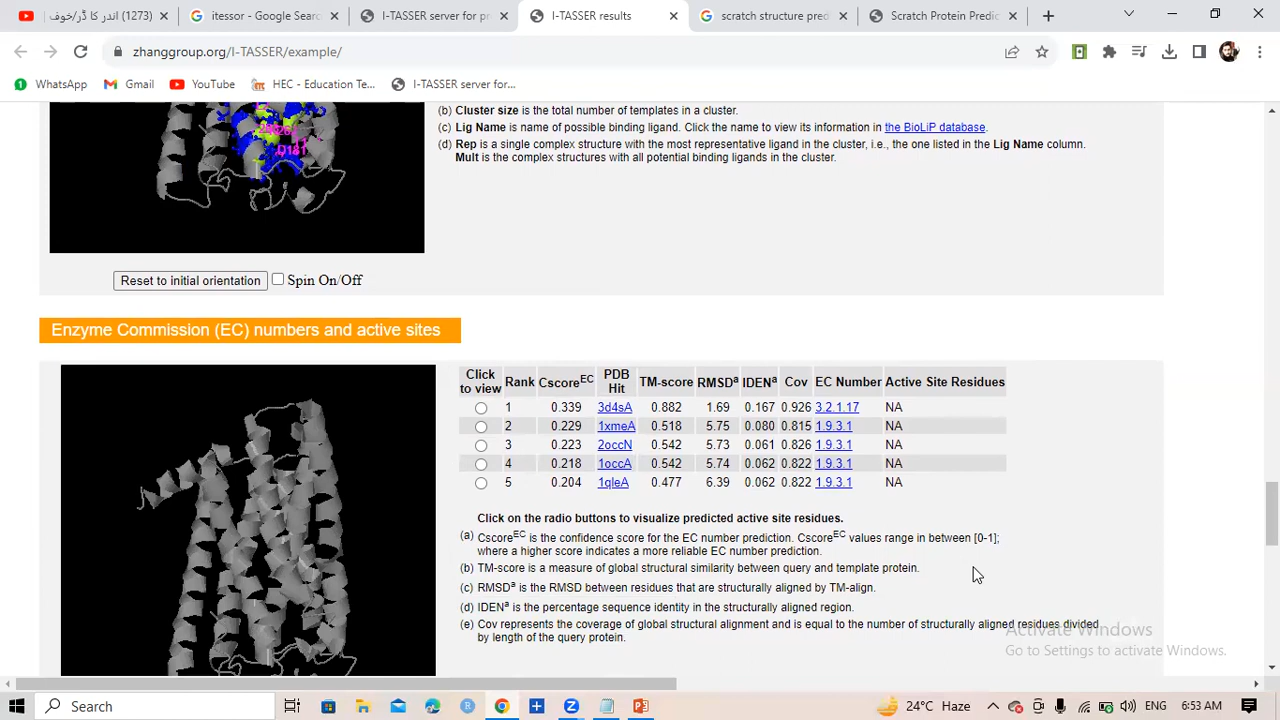 (1273) اندر کا ڈر/خوف
itessor - Google Searc
I-TASSER server for pr
I-TASSER results
scratch structure pred
Scratch Protein Predic
zhanggroup.org/I-TASSER/example/
WhatsApp
Gmail
YouTube
HEC - Education Te...
I-TASSER server for...
(b) Cluster size is the total number of templates in a cluster.
(c) Lig Name is name of possible binding ligand. Click the name to view its information in the BioLiP database.
(d) Rep is a single complex structure with the most representative ligand in the cluster, i.e., the one listed in the Lig Name column.
Mult is the complex structures with all potential binding ligands in the cluster.
Reset to initial orientation
Spin On/Off
Enzyme Commission (EC) numbers and active sites
Click to view Rank CscoreEC PDB Hit TM-score RMSDa IDENa Cov EC Number Active Site Residues
1 0.339 3d4sA 0.882 1.69 0.167 0.926 3.2.1.17 NA
2 0.229 1xmeA 0.518 5.75 0.080 0.815 1.9.3.1 NA
3 0.223 2occN 0.542 5.73 0.061 0.826 1.9.3.1 NA
4 0.218 1occA 0.542 5.74 0.062 0.822 1.9.3.1 NA
5 0.204 1qleA 0.477 6.39 0.062 0.822 1.9.3.1 NA
Click on the radio buttons to visualize predicted active site residues.
(a) CscoreEC is the confidence score for the EC number prediction. CscoreEC values range in between [0-1];
where a higher score indicates a more reliable EC number prediction.
(b) TM-score is a measure of global structural similarity between query and template protein.
(c) RMSDa is the RMSD between residues that are structurally aligned by TM-align.
(d) IDENa is the percentage sequence identity in the structurally aligned region.
(e) Cov represents the coverage of global structural alignment and is equal to the number of structurally aligned residues divided
by length of the query protein.
Activate Windows
Go to Settings to activate Windows.
Search
24°C Haze
ENG
6:53 AM